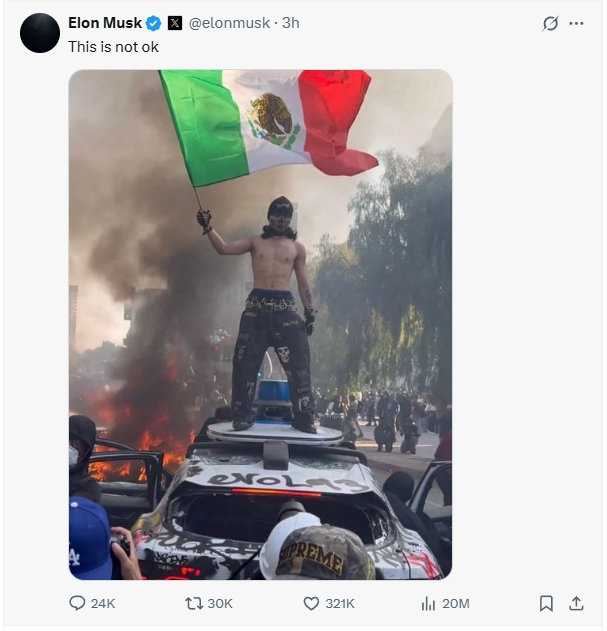 Elon Musk @elonmusk · 3h
This is not ok
SUPREME
A
24K 30K 321K 20M